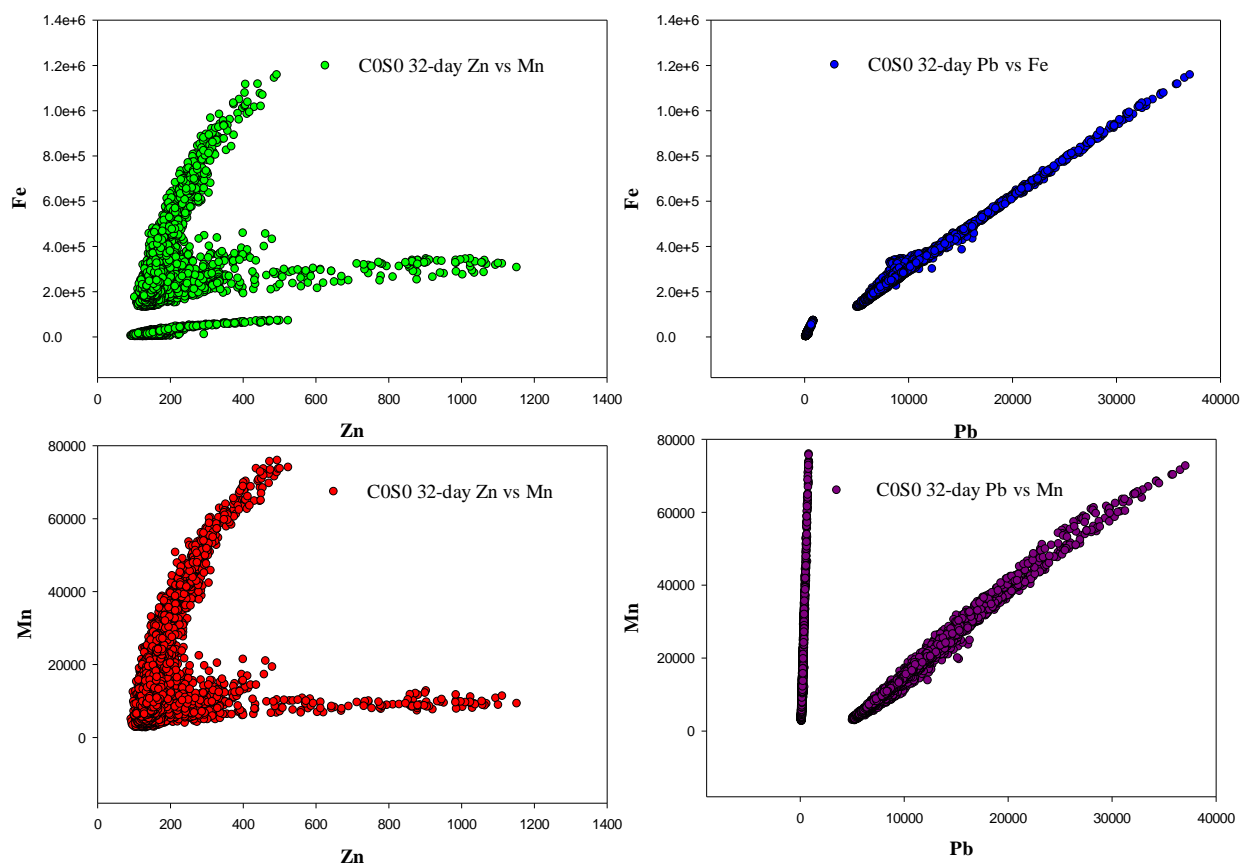 1.4e+6
1.2e+6
1.0e+6
8.0e+5
6.0e+5
4.0e+5
2.0e+5
0.0
Fe
C0S0 32-day Zn vs Mn
0 200 400 600 800 1000 1200 1400
Zn
1.4e+6
1.2e+6
1.0e+6
8.0e+5
6.0e+5
4.0e+5
2.0e+5
0.0
Fe
C0S0 32-day Pb vs Fe
0 10000 20000 30000 40000
Pb
80000
60000
40000
20000
0
Mn
C0S0 32-day Zn vs Mn
0 200 400 600 800 1000 1200 1400
Zn
80000
60000
40000
20000
0
Mn
C0S0 32-day Pb vs Mn
0 10000 20000 30000 40000
Pb